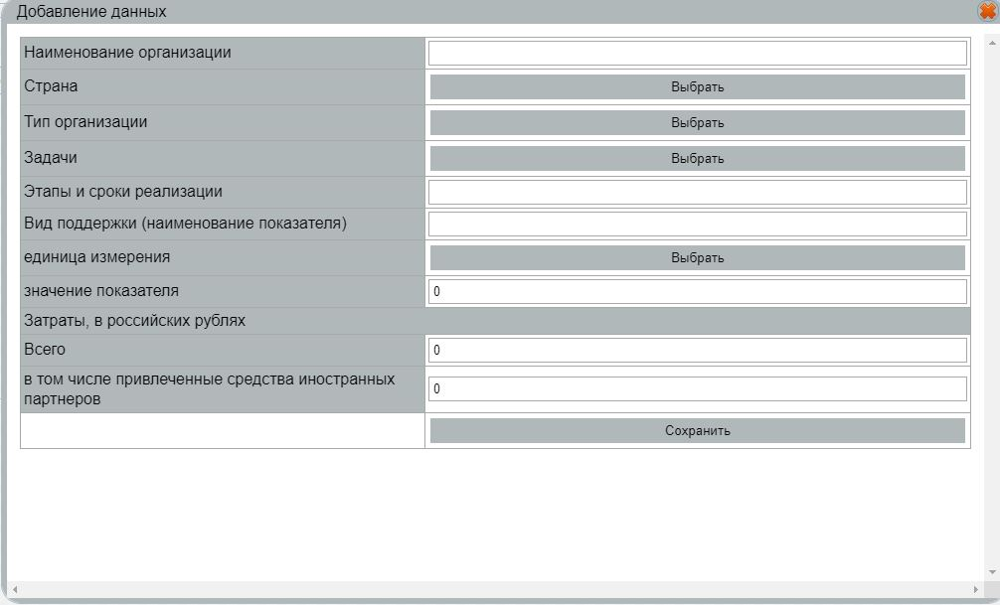 Добавление данных
Наименование организации
Страна
Выбрать
Тип организации
Выбрать
Задачи
Выбрать
Этапы и сроки реализации
Вид поддержки (наименование показателя)
единица измерения
Выбрать
значение показателя
0
Затраты, в российских рублях
Всего
0
в том числе привлеченные средства иностранных
партнеров
0
Сохранить